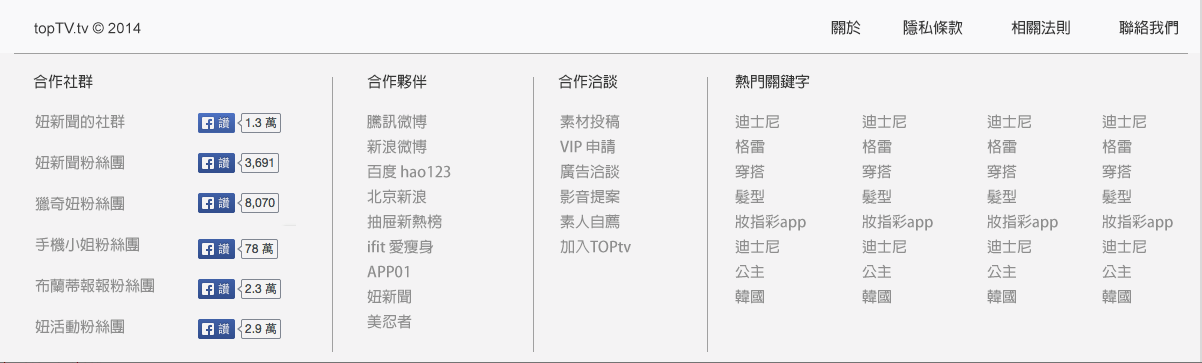 topTV.tv © 2014 關於 隱私條款 相關法則 聯絡我們
合作社群
妞新聞的社群 讚 1.3 萬
妞新聞粉絲團 讚 3,691
獵奇妞粉絲團 讚 8,070
手機小姐粉絲團 讚 78 萬
布蘭蒂報報粉絲團 讚 2.3 萬
妞活動粉絲團 讚 2.9 萬
合作夥伴
騰訊微博
新浪微博
百度 hao123
北京新浪
抽屉新熱榜
ifit 愛瘦身
APP01
妞新聞
美忍者
合作洽談
素材投稿
VIP 申請
廣告洽談
影音提案
素人自薦
加入TOPtv
熱門關鍵字
迪士尼 迪士尼 迪士尼 迪士尼
格雷 格雷 格雷 格雷
穿搭 穿搭 穿搭 穿搭
髮型 髮型 髮型 髮型
妝指彩app 妝指彩app 妝指彩app 妝指彩app
迪士尼 迪士尼 迪士尼 迪士尼
公主 公主 公主 公主
韓國 韓國 韓國 韓國